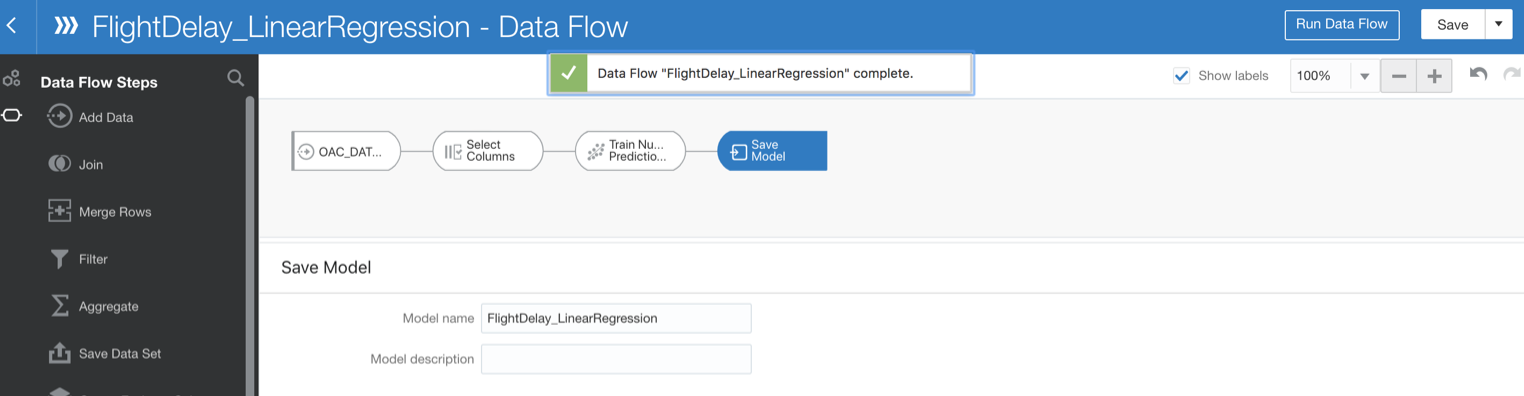 FlightDelay_LinearRegression - Data Flow
Run Data Flow
Save
Data Flow Steps
Data Flow "FlightDelay_LinearRegression" complete.
Show labels
100%
Add Data
Join
Merge Rows
Filter
Aggregate
Save Data Set
OAC_DAT...
Select
Columns
Train Nu...
Predictio...
Save
Model
Save Model
Model name
FlightDelay_LinearRegression
Model description